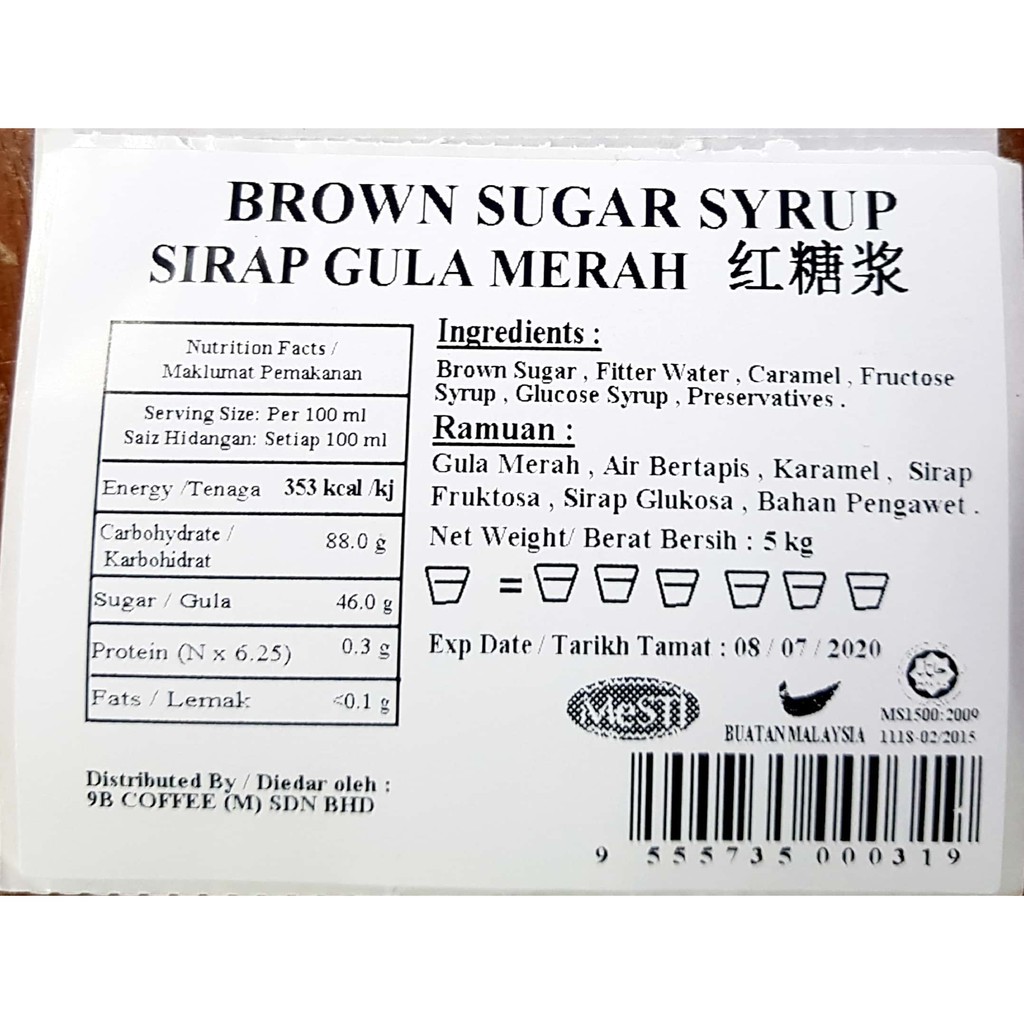 BROWN SUGAR SYRUP
SIRAP GULA MERAH 红糖浆
Nutrition Facts /
Maklumat Pemakanan
Serving Size: Per 100 ml
Saiz Hidangan: Setiap 100 ml
Energy /Tenaga 353 kcal /kj
Carbohydrate /
Karbohidrat
88.0 g
Sugar / Gula 46.0 g
Protein (N x 6.25) 0.3 g
Fats / Lemak <0.1 g
Distributed By / Diedar oleh :
9B COFFEE (M) SDN BHD
Ingredients :
Brown Sugar , Fitter Water , Caramel , Fructose
Syrup , Glucose Syrup , Preservatives .
Ramuan :
Gula Merah , Air Bertapis , Karamel , Sirap
Fruktosa , Sirap Glukosa , Bahan Pengawet .
Net Weight/ Berat Bersih : 5 kg
=
Exp Date / Tarikh Tamat : 08 / 07 / 2020
MeSTI
BUATAN MALAYSIA
حلال
MS1500:2009
1118-02/2015
9 555735 000319